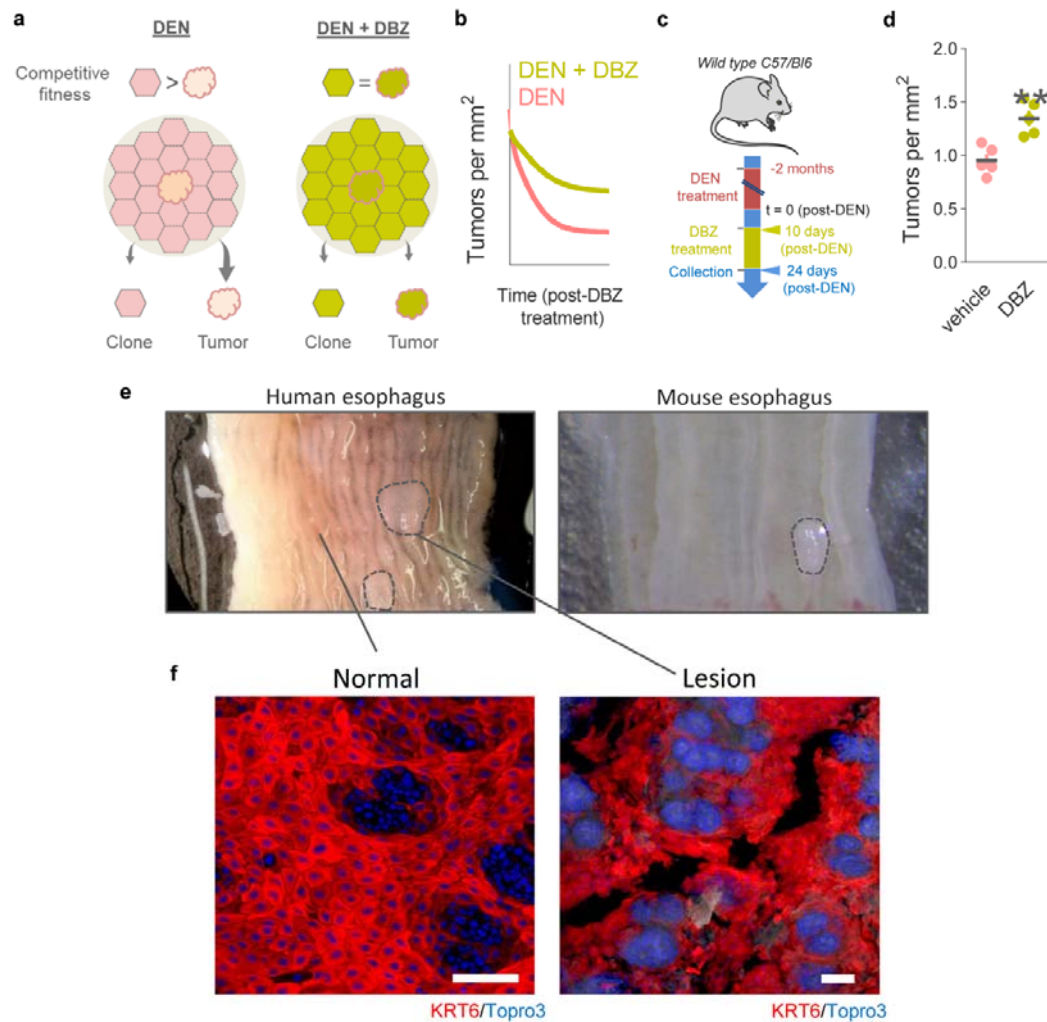 a
DEN
DEN + DBZ
Competitive
fitness
>
=
Clone
Tumor
Clone
Tumor
b
DEN + DBZ
DEN
Tumors per mm²
Time (post-DBZ
treatment)
c
Wild type C57/Bl6
-2 months
DEN
treatment
t = 0 (post-DEN)
DBZ
treatment
10 days
(post-DEN)
Collection
24 days
(post-DEN)
d
Tumors per mm²
2.0
1.5
1.0
0.5
0.0
**
vehicle
DBZ
e
Human esophagus
Mouse esophagus
f
Normal
Lesion
KRT6/Topro3
KRT6/Topro3